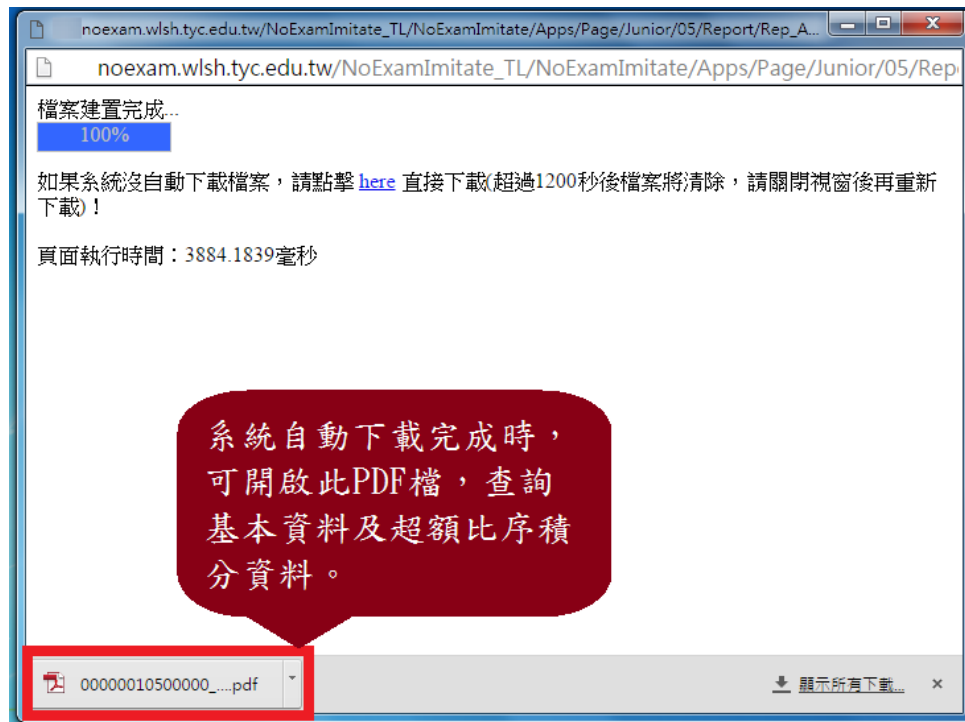 noexam.wlsh.tyc.edu.tw/NoExamImitate_TL/NoExamImitate/Apps/Page/Junior/05/Report/Rep_A...
noexam.wlsh.tyc.edu.tw/NoExamImitate_TL/NoExamImitate/Apps/Page/Junior/05/Rep
檔案建置完成...
100%
如果系統沒自動下載檔案，請點擊 here 直接下載(超過1200秒後檔案將清除，請關閉視窗後再重新
下載)！
頁面執行時間：3884.1839毫秒
系統自動下載完成時，
可開啟此PDF檔，查詢
基本資料及超額比序積
分資料。
00000010500000_....pdf
顯示所有下載...